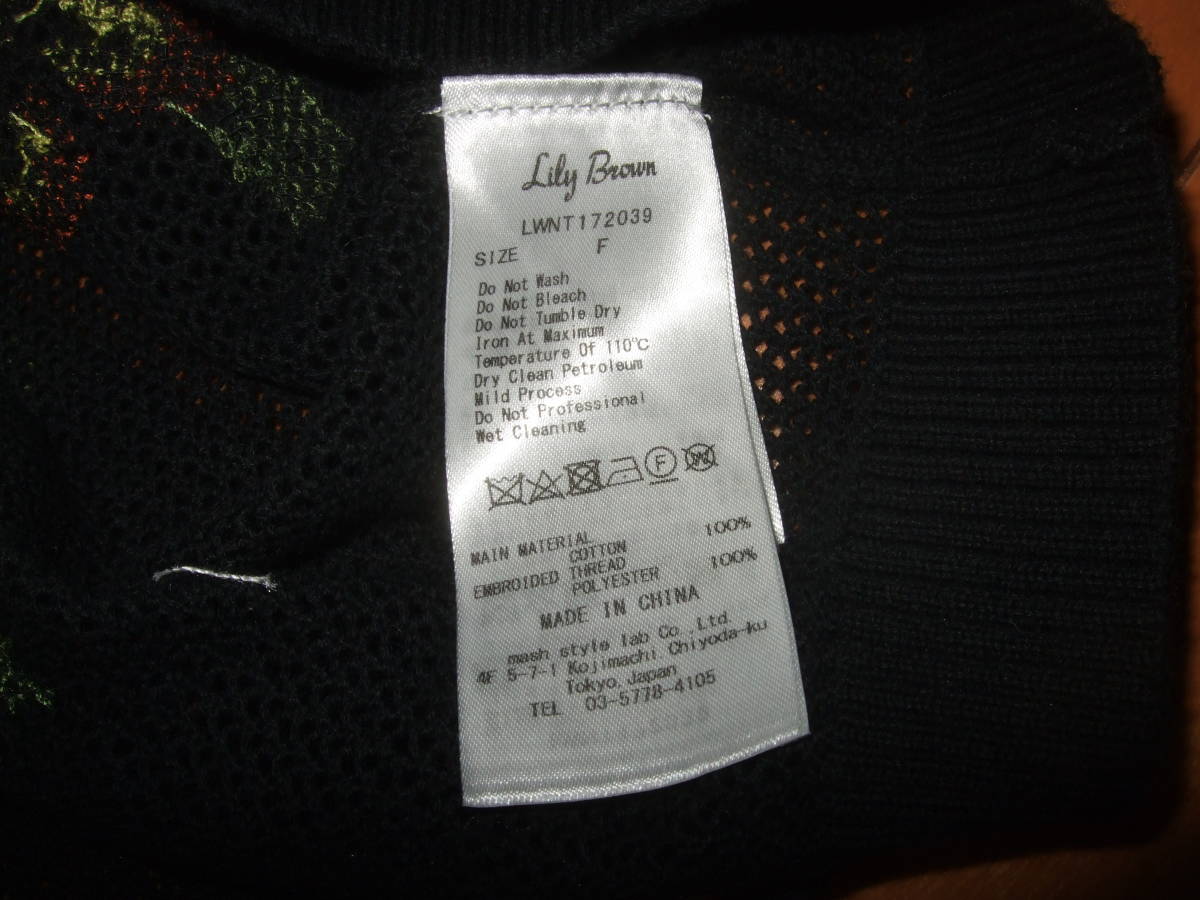 Lily Brown
LWNT172039
SIZE F
Do Not Wash
Do Not Bleach
Do Not Tumble Dry
Iron At Maximum
Temperature Of 110℃
Dry Clean Petroleum
Mild Process
Do Not Professional
Wet Cleaning
F W
MAIN MATERIAL
COTTON 100%
EMBROIDED THREAD
POLYESTER 100%
MADE IN CHINA
mash style lab Co.,Ltd.
4F 5-7-1 Kojimachi Chiyoda-ku
Tokyo,Japan
TEL 03-5778-4105